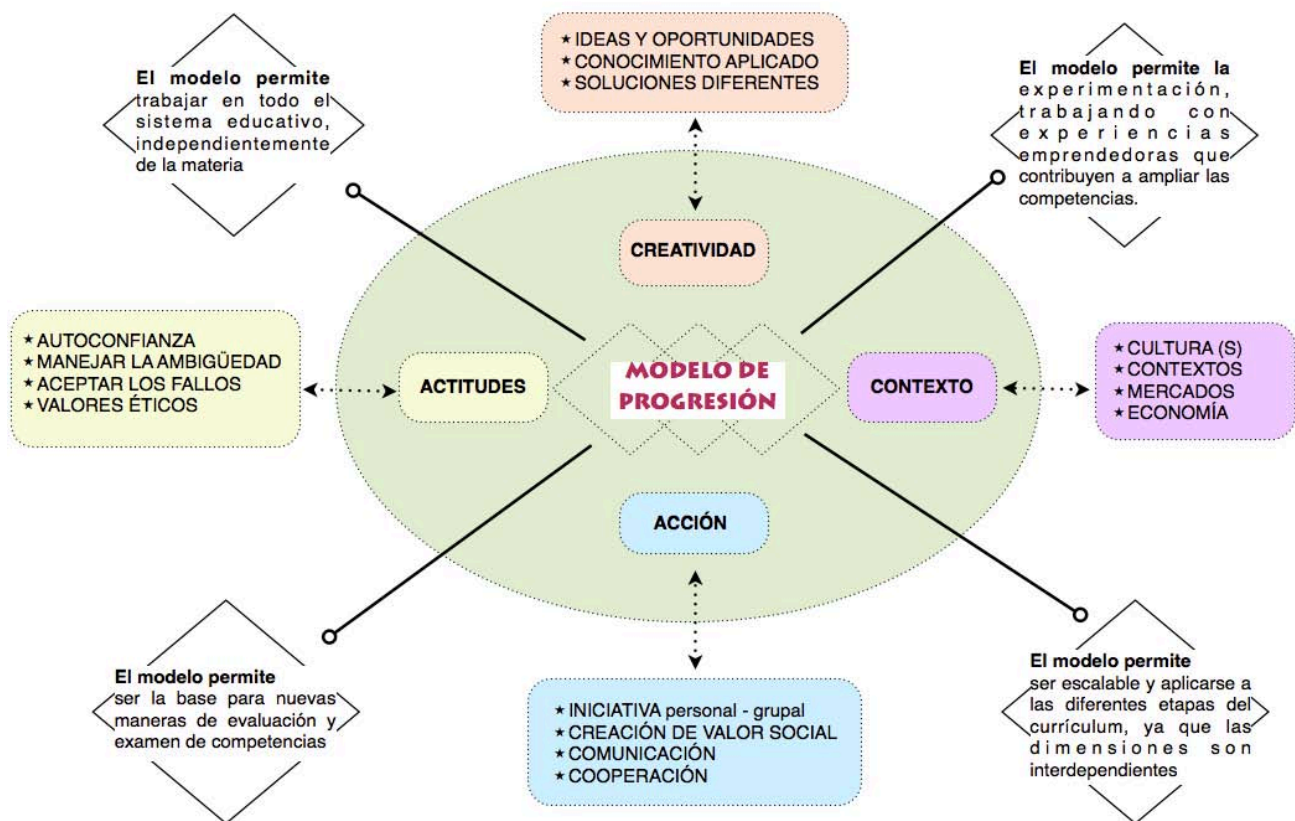 ★ IDEAS Y OPORTUNIDADES
★ CONOCIMIENTO APLICADO
★ SOLUCIONES DIFERENTES
El modelo permite
trabajar en todo el
sistema educativo,
independientemente
de la materia
El modelo permite la
experimentación,
trabajando con
experiencias
emprendedoras que
contribuyen a ampliar las
competencias.
CREATIVIDAD
★ AUTOCONFIANZA
★ MANEJAR LA AMBIGÜEDAD
★ ACEPTAR LOS FALLOS
★ VALORES ÉTICOS
ACTITUDES
MODELO DE
PROGRESIÓN
CONTEXTO
★ CULTURA (S)
★ CONTEXTOS
★ MERCADOS
★ ECONOMÍA
ACCIÓN
El modelo permite
ser la base para nuevas
maneras de evaluación y
examen de competencias
★ INICIATIVA personal - grupal
★ CREACIÓN DE VALOR SOCIAL
★ COMUNICACIÓN
★ COOPERACIÓN
El modelo permite
ser escalable y aplicarse a
las diferentes etapas del
currículum, ya que las
dimensiones son
interdependientes